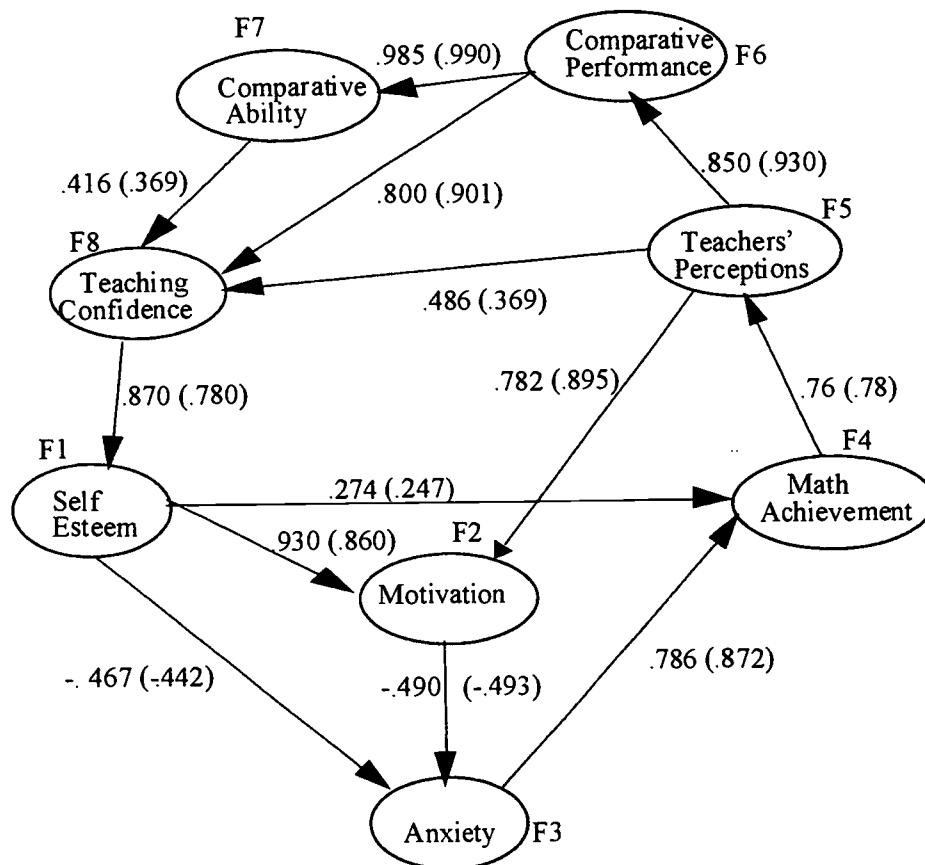 F7
Comparative
Ability
.985 (.990)
Comparative
Performance
F6
.416 (.369)
.800 (.901)
.850 (.930)
F5
Teachers'
Perceptions
F8
Teaching
Confidence
.486 (.369)
.870 (.780)
.782 (.895)
.76 (.78)
F1
Self
Esteem
.274 (.247)
F4
Math
Achievement
.930 (.860)
F2
Motivation
-. 467 (-.442)
-.490 (-.493)
.786 (.872)
Anxiety
F3